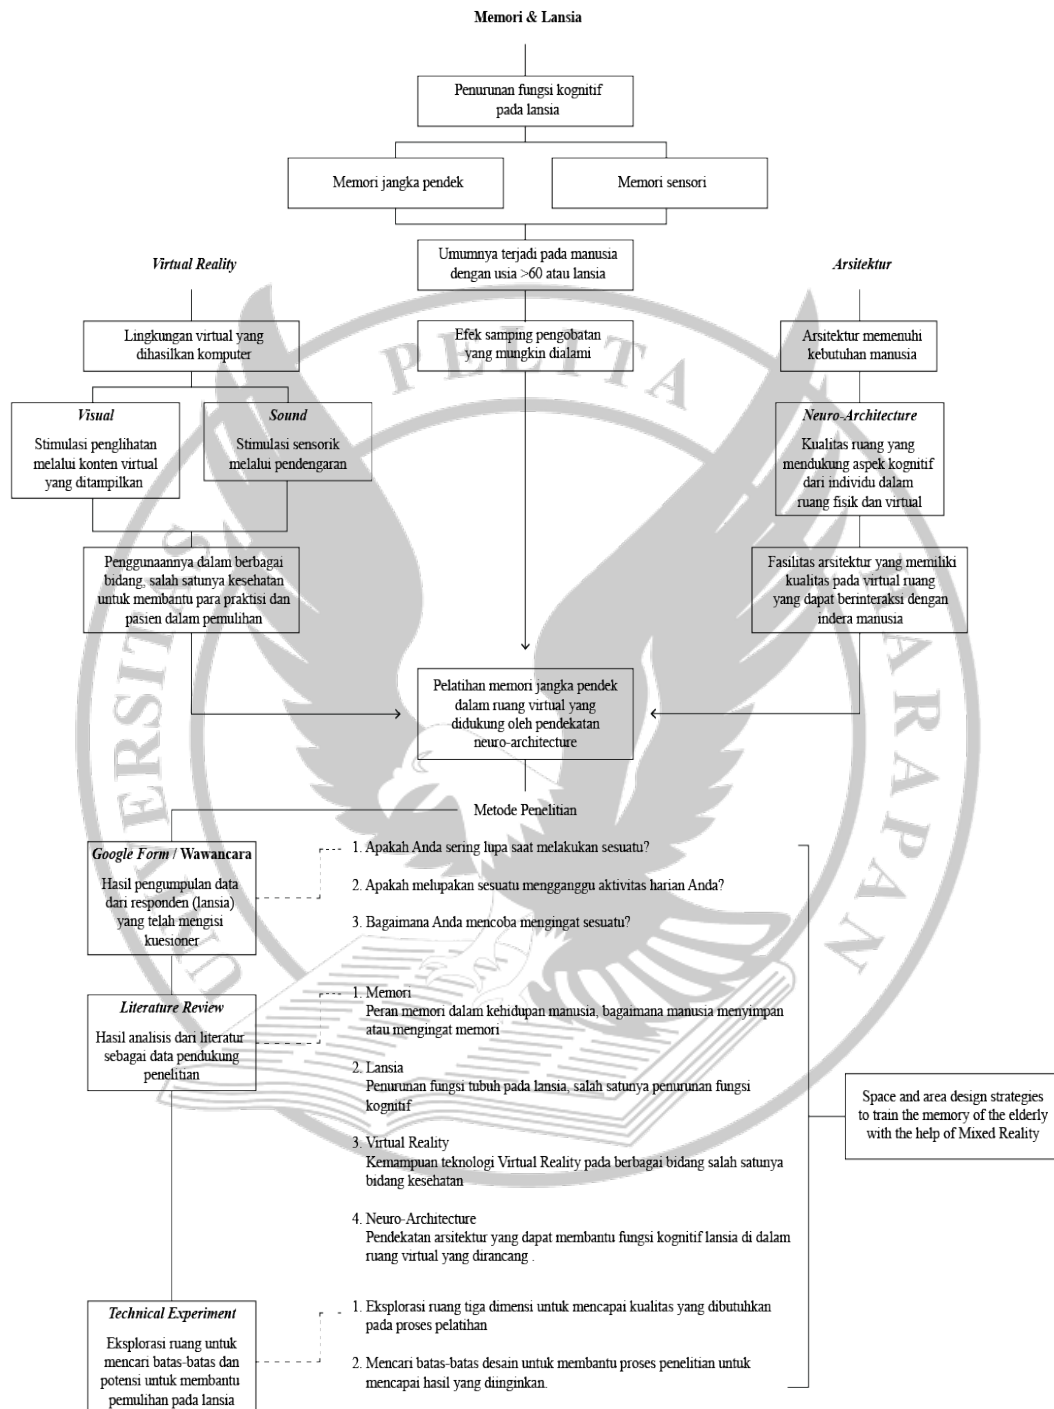 Memori & Lansia
Penurunan fungsi kognitif
pada lansia
Memori jangka pendek
Memori sensori
Umumnya terjadi pada manusia
dengan usia >60 atau lansia
Efek samping pengobatan
yang mungkin dialami
Virtual Reality
Lingkungan virtual yang
dihasilkan komputer
Visual
Stimulasi penglihatan
melalui konten virtual
yang ditampilkan
Sound
Stimulasi sensorik
melalui pendengaran
Penggunaannya dalam berbagai
bidang, salah satunya kesehatan
untuk membantu para praktisi dan
pasien dalam pemulihan
Arsitektur
Arsitektur memenuhi
kebutuhan manusia
Neuro-Architecture
Kualitas ruang yang
mendukung aspek kognitif
dari individu dalam
ruang fisik dan virtual
Fasilitas arsitektur yang memiliki
kualitas pada virtual ruang
yang dapat berinteraksi dengan
indera manusia
Pelatihan memori jangka pendek
dalam ruang virtual yang
didukung oleh pendekatan
neuro-architecture
Metode Penelitian
Google Form / Wawancara
Hasil pengumpulan data
dari responden (lansia)
yang telah mengisi
kuesioner
1. Apakah Anda sering lupa saat melakukan sesuatu?
2. Apakah melupakan sesuatu mengganggu aktivitas harian Anda?
3. Bagaimana Anda mencoba mengingat sesuatu?
Literature Review
Hasil analisis dari literatur
sebagai data pendukung
penelitian
1. Memori
Peran memori dalam kehidupan manusia, bagaimana manusia menyimpan
atau mengingat memori
2. Lansia
Penurunan fungsi tubuh pada lansia, salah satunya penurunan fungsi
kognitif
3. Virtual Reality
Kemampuan teknologi Virtual Reality pada berbagai bidang salah satunya
bidang kesehatan
4. Neuro-Architecture
Pendekatan arsitektur yang dapat membantu fungsi kognitif lansia di dalam
ruang virtual yang dirancang .
Technical Experiment
Eksplorasi ruang untuk
mencari batas-batas dan
potensi untuk membantu
pemulihan pada lansia
1. Eksplorasi ruang tiga dimensi untuk mencapai kualitas yang dibutuhkan
pada proses pelatihan
2. Mencari batas-batas desain untuk membantu proses penelitian untuk
mencapai hasil yang diinginkan.
Space and area design strategies
to train the memory of the elderly
with the help of Mixed Reality
UNIVERSITAS PELITA HARAPAN